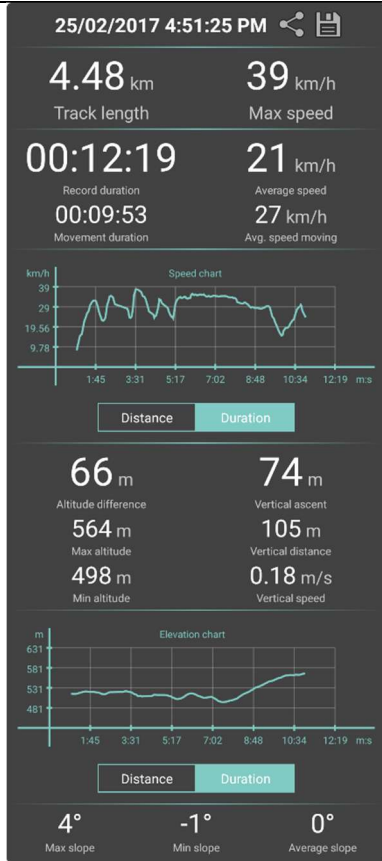 25/02/2017 4:51:25 PM
4.48 km
39 km/h
Track length
Max speed
00:12:19
21 km/h
Record duration
Average speed
00:09:53
27 km/h
Movement duration
Avg. speed moving
km/h
Speed chart
39
29
19.56
9.78
1:45 3:31 5:17 7:02 8:48 10:34 12:19 m:s
Distance
Duration
66 m
74 m
Altitude difference
Vertical ascent
564 m
105 m
Max altitude
Vertical distance
498 m
0.18 m/s
Min altitude
Vertical speed
m
Elevation chart
631
581
531
481
1:45 3:31 5:17 7:02 8:48 10:34 12:19 m:s
Distance
Duration
4°
-1°
0°
Max slope
Min slope
Average slope